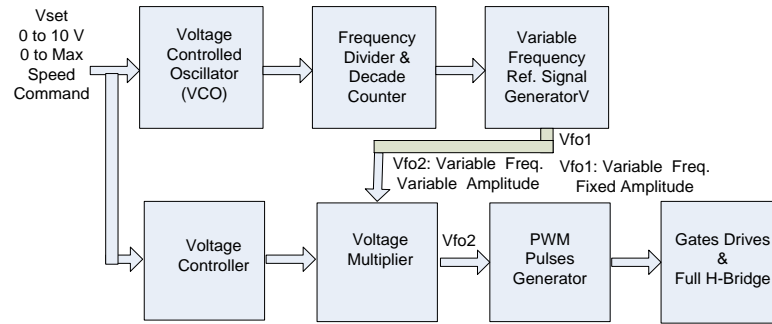 Vset
0 to 10 V
0 to Max
Speed
Command
Voltage
Controlled
Oscillator
(VCO)
Frequency
Divider &
Decade
Counter
Variable
Frequency
Ref. Signal
GeneratorV
Vfo1
Vfo2: Variable Freq.
Variable Amplitude
Vfo1: Variable Freq.
Fixed Amplitude
Voltage
Controller
Voltage
Multiplier
Vfo2
PWM
Pulses
Generator
Gates Drives
&
Full H-Bridge